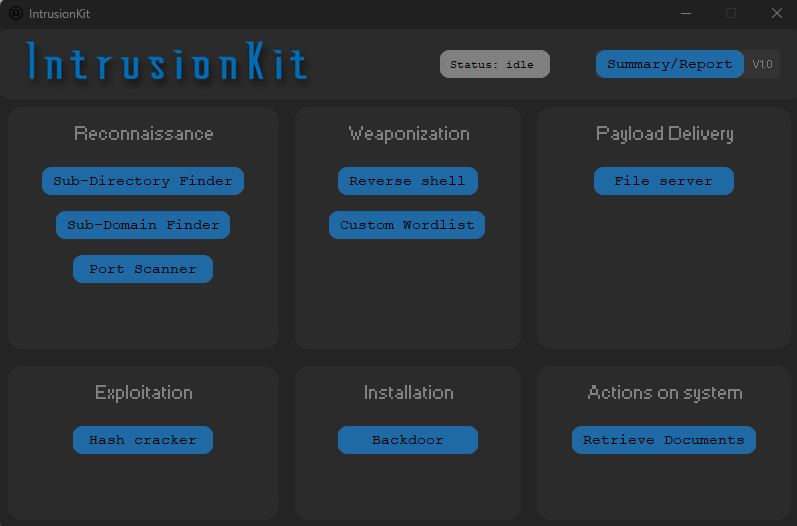 IntrusionKit
IntrusionKit
Status: idle
Summary/Report
V1.0
Reconnaissance
Sub-Directory Finder
Sub-Domain Finder
Port Scanner
Weaponization
Reverse shell
Custom Wordlist
Payload Delivery
File server
Exploitation
Hash cracker
Installation
Backdoor
Actions on system
Retrieve Documents